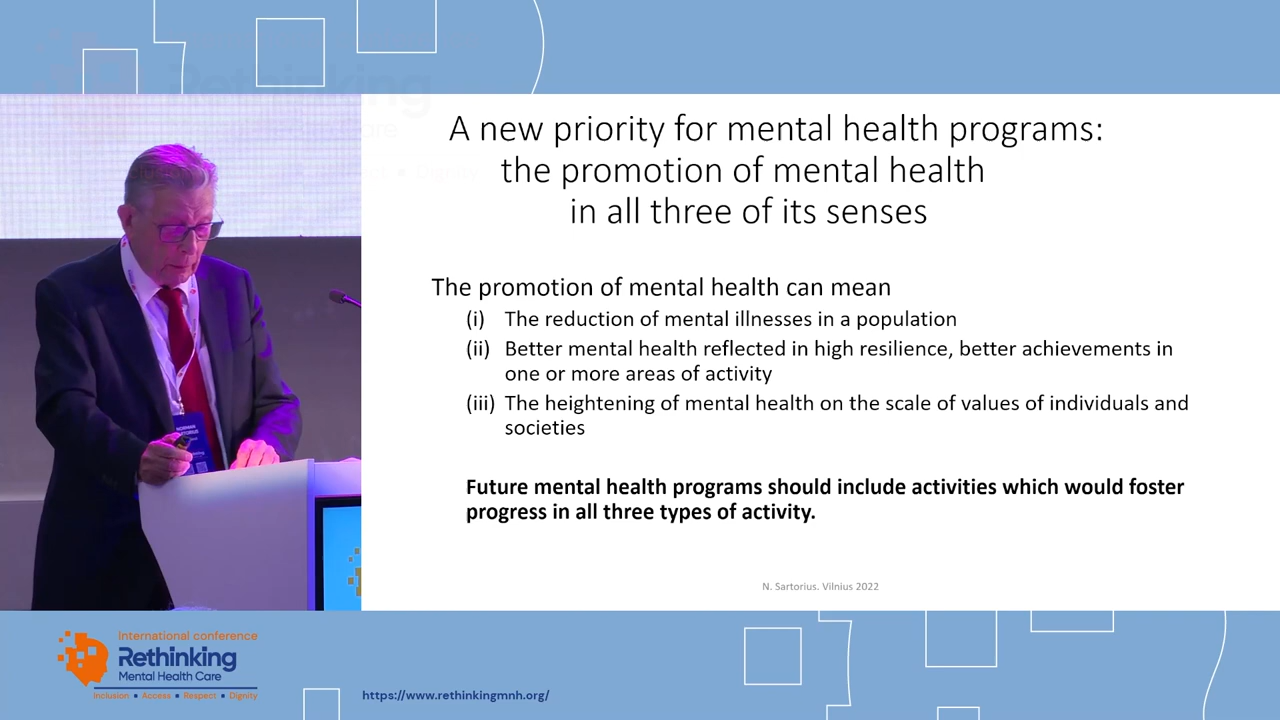 A new priority for mental health programs:
the promotion of mental health
in all three of its senses
The promotion of mental health can mean
(i) The reduction of mental illnesses in a population
(ii) Better mental health reflected in high resilience, better achievements in
one or more areas of activity
(iii) The heightening of mental health on the scale of values of individuals and
societies
Future mental health programs should include activities which would foster
progress in all three types of activity.
N. Sartorius. Vilnius 2022
NORMAN
SARTORIUS
International conference
Rethinking
Mental Health Care
Inclusion ▪ Access ▪ Respect ▪ Dignity
https://www.rethinkingmnh.org/